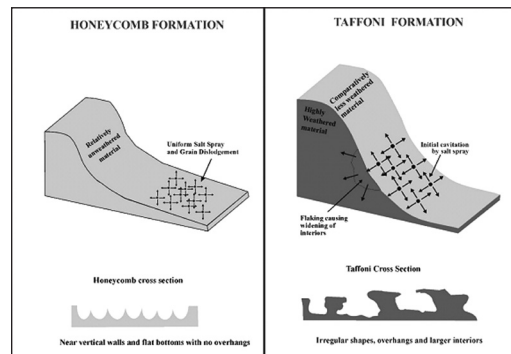 HONEYCOMB FORMATION
Relatively
unweathered
material
Uniform Salt Spray
and Grain Dislodgement
Honeycomb cross section
Near vertical walls and flat bottoms with no overhangs
TAFFONI FORMATION
Comparatively
less weathered
material
Highly
Weathered
material
Initial cavitation
by salt spray
Flaking causing
widening of
interiors
Taffoni Cross Section
Irregular shapes, overhangs and larger interiors